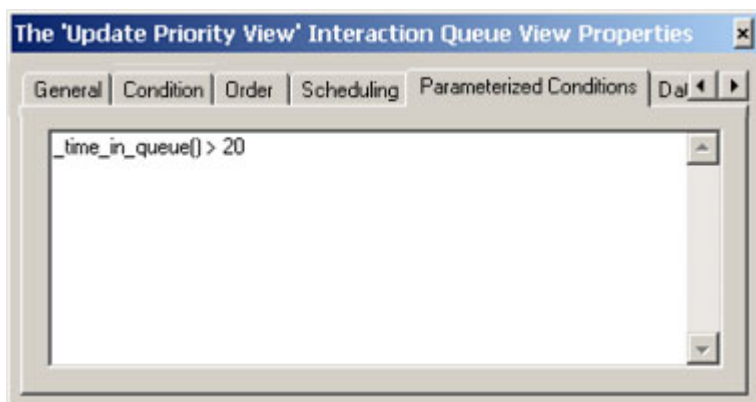 The 'Update Priority View' Interaction Queue View Properties
General Condition Order Scheduling Parameterized Conditions
_time_in_queue() > 20